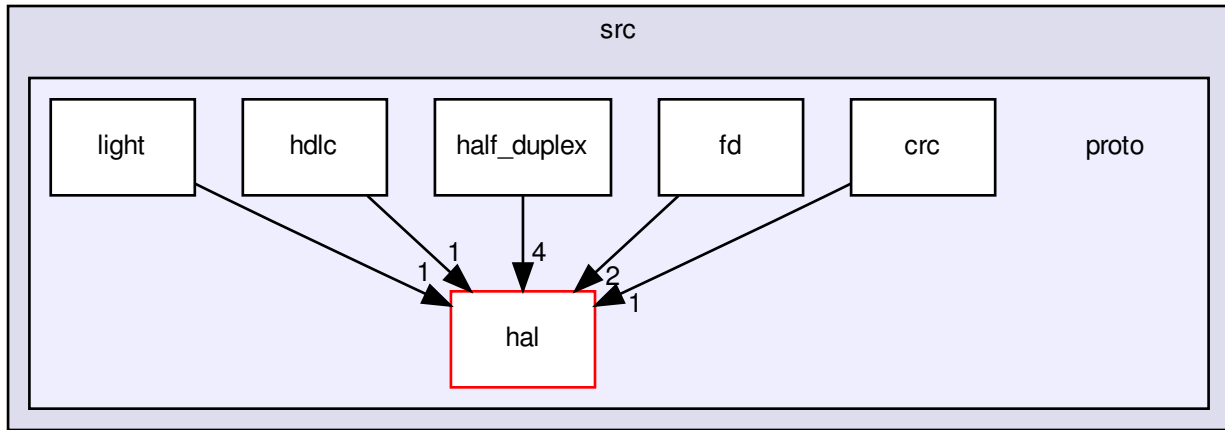 src
light
hdlc
half_duplex
fd
crc
proto
1
1
4
2
1
hal